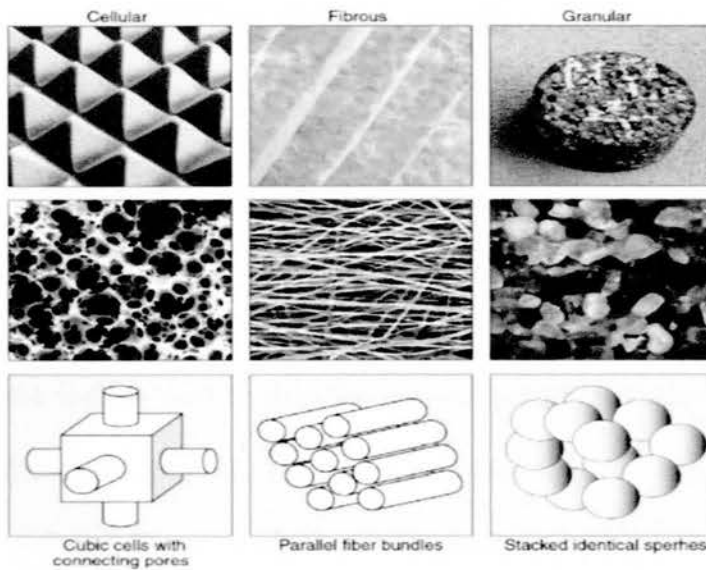 Cellular
Fibrous
Granular
Cubic cells with
connecting pores
Parallel fiber bundles
Stacked identical sperhes